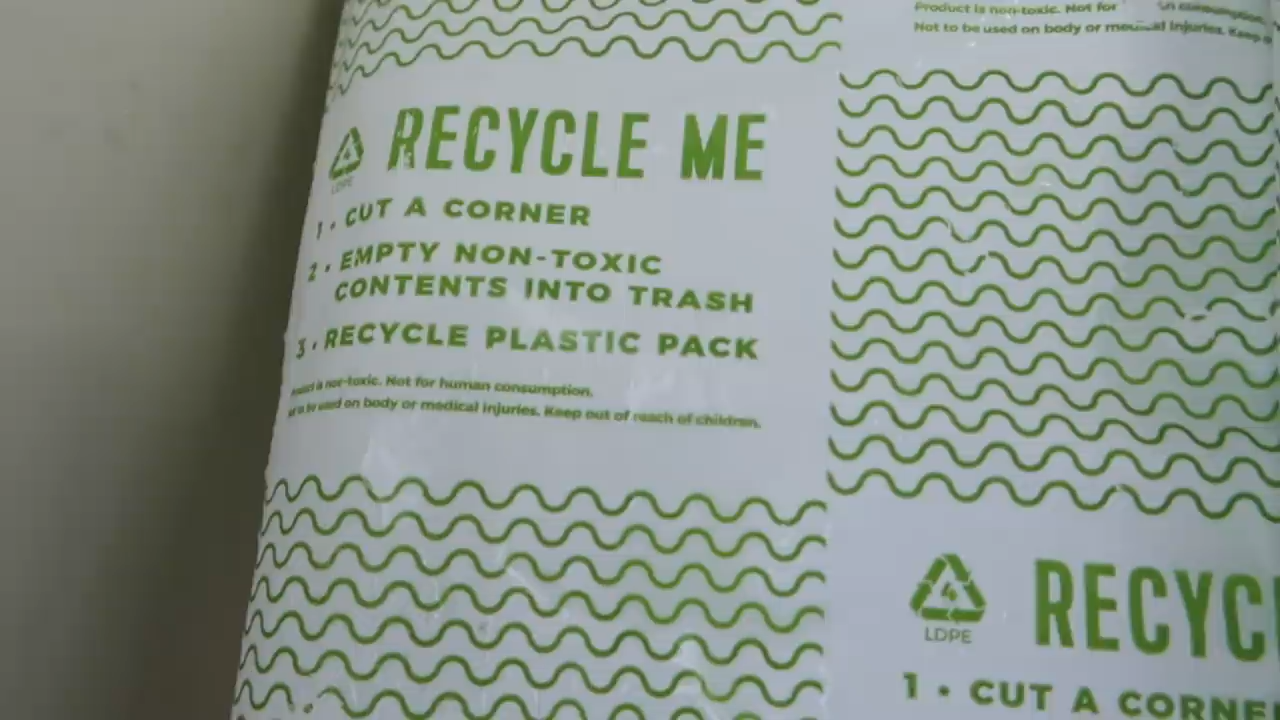 Product is non-toxic. Not for consumption,
Not to be used on body or medical injuries. Keep
4
LDPE
RECYCLE ME
1 • CUT A CORNER
2 • EMPTY NON-TOXIC
CONTENTS INTO TRASH
3 • RECYCLE PLASTIC PACK
is non-toxic. Not for human consumption,
to be used on body or medical injuries. Keep out of reach of children.
4
LDPE
RECYC
1 • CUT A CORNE